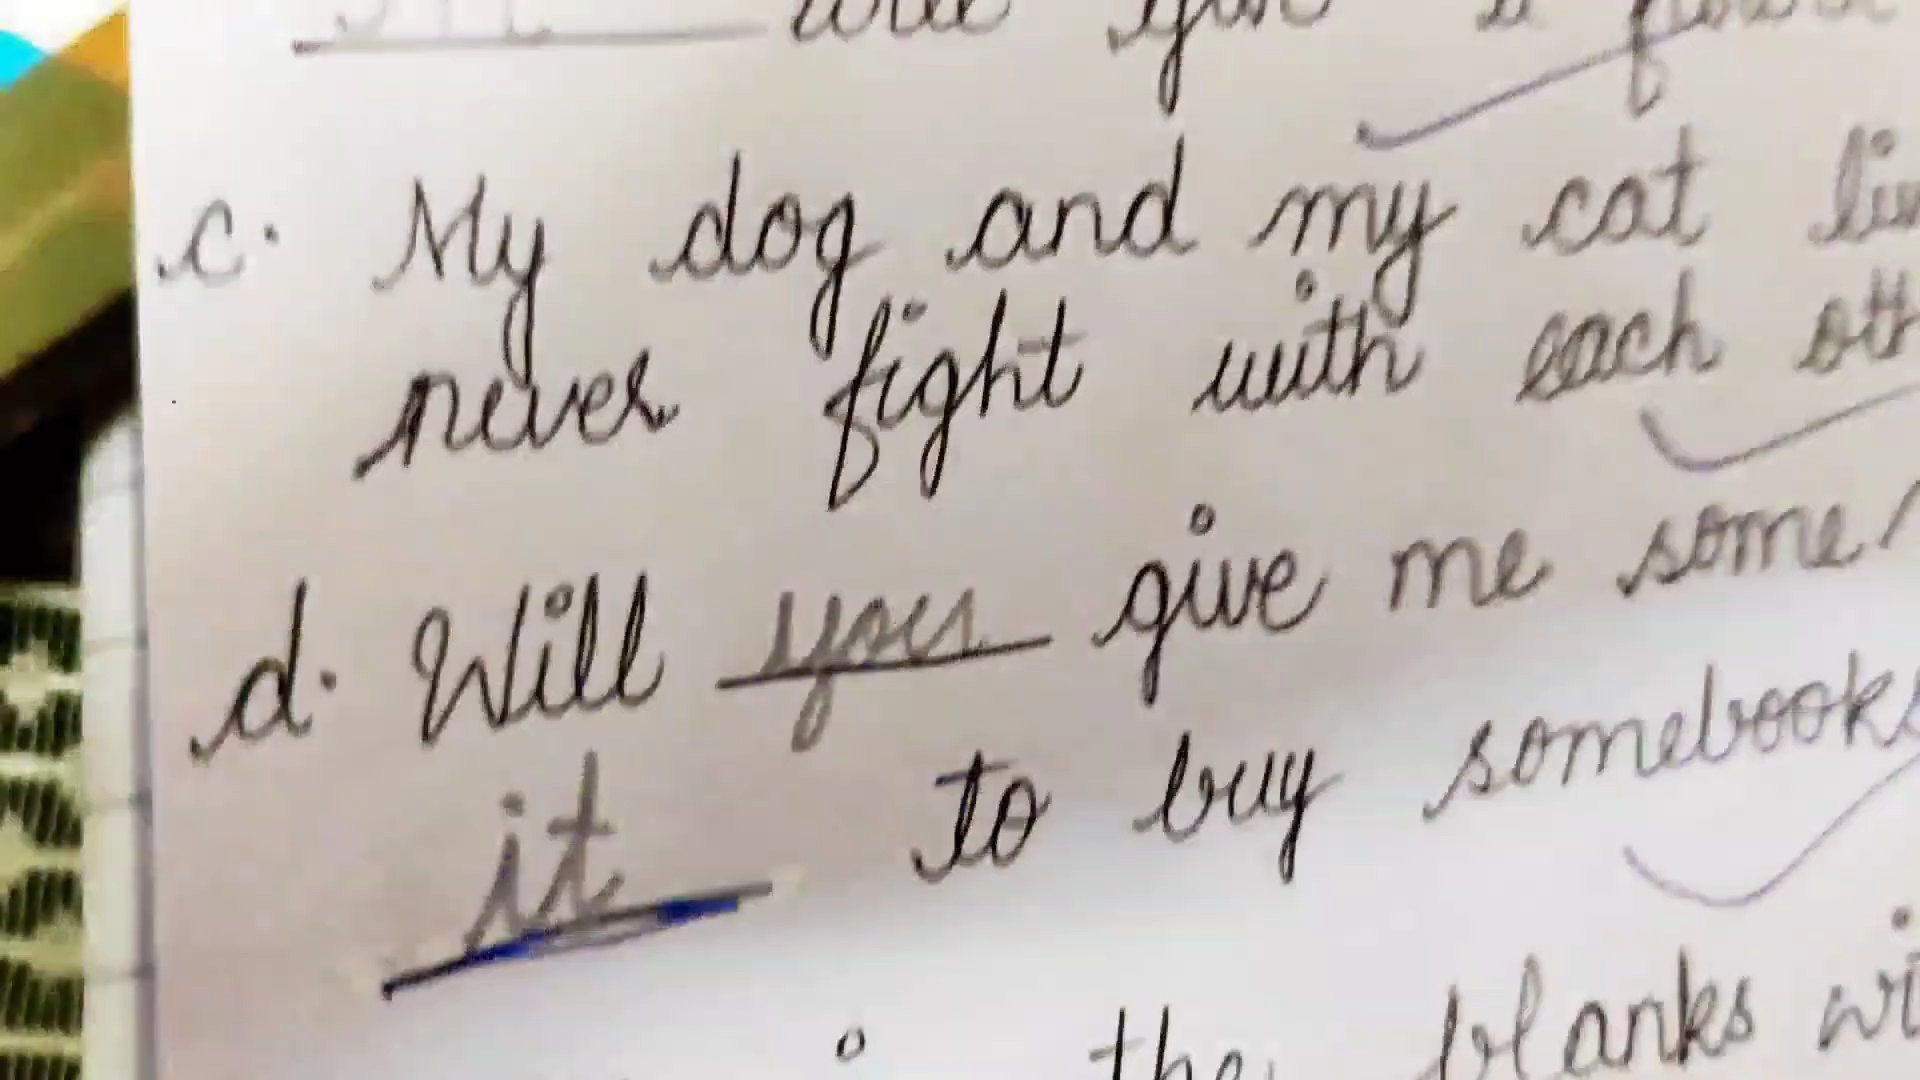 will
c. My dog and my cat
never fight with each
d. Will you give me some
it to buy somebooks
the blanks